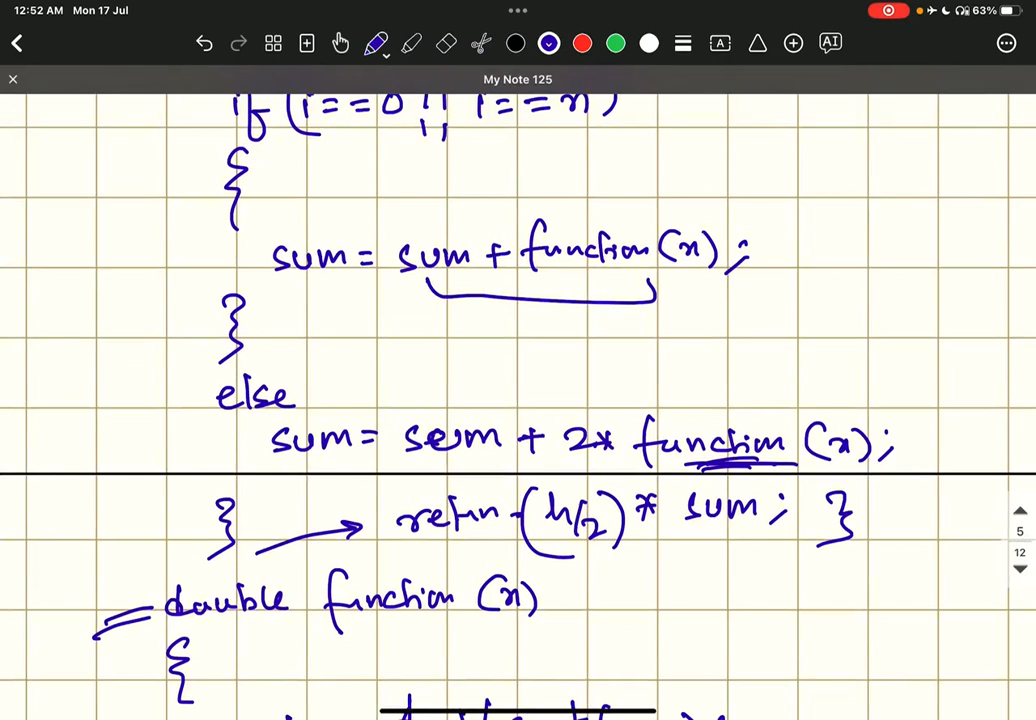 12:52 AM Mon 17 Jul
63%
My Note 125
if (i==0 || i==n)
{
sum = sum + function(x);
}
else
sum = sum + 2* function (x);
} return (h/2) * sum; }
double function (x)
{
5
12